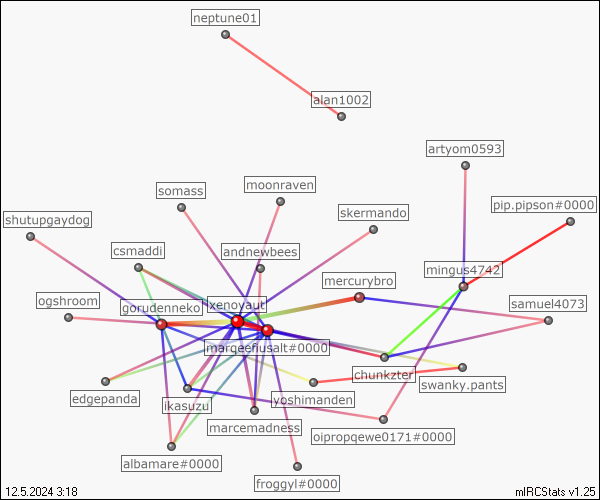 neptune01
alan1002
artyom0593
moonraven
somass
pip.pipson#0000
skermando
shutupgaydog
csmaddi
andnewbees
mingus4742
mercurybro
ogshroom
gorudenneko
xenoyaut
samuel4073
margeefiusalt#0000
chunkzter
swanky.pants
edgepanda
ikasuzu
yoshimanden
marcemadness
oipropqewe0171#0000
albamare#0000
froggyl#0000
12.5.2024 3:18
mIRCStats v1.25